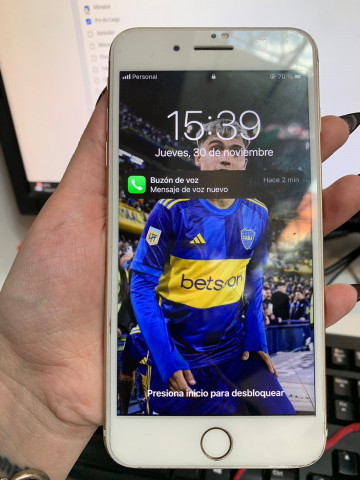 Personal
70 %
15:39
Jueves, 30 de noviembre
Buzón de voz
Hace 2 min
Mensaje de voz nuevo
betsson
Presiona inicio para desbloquear